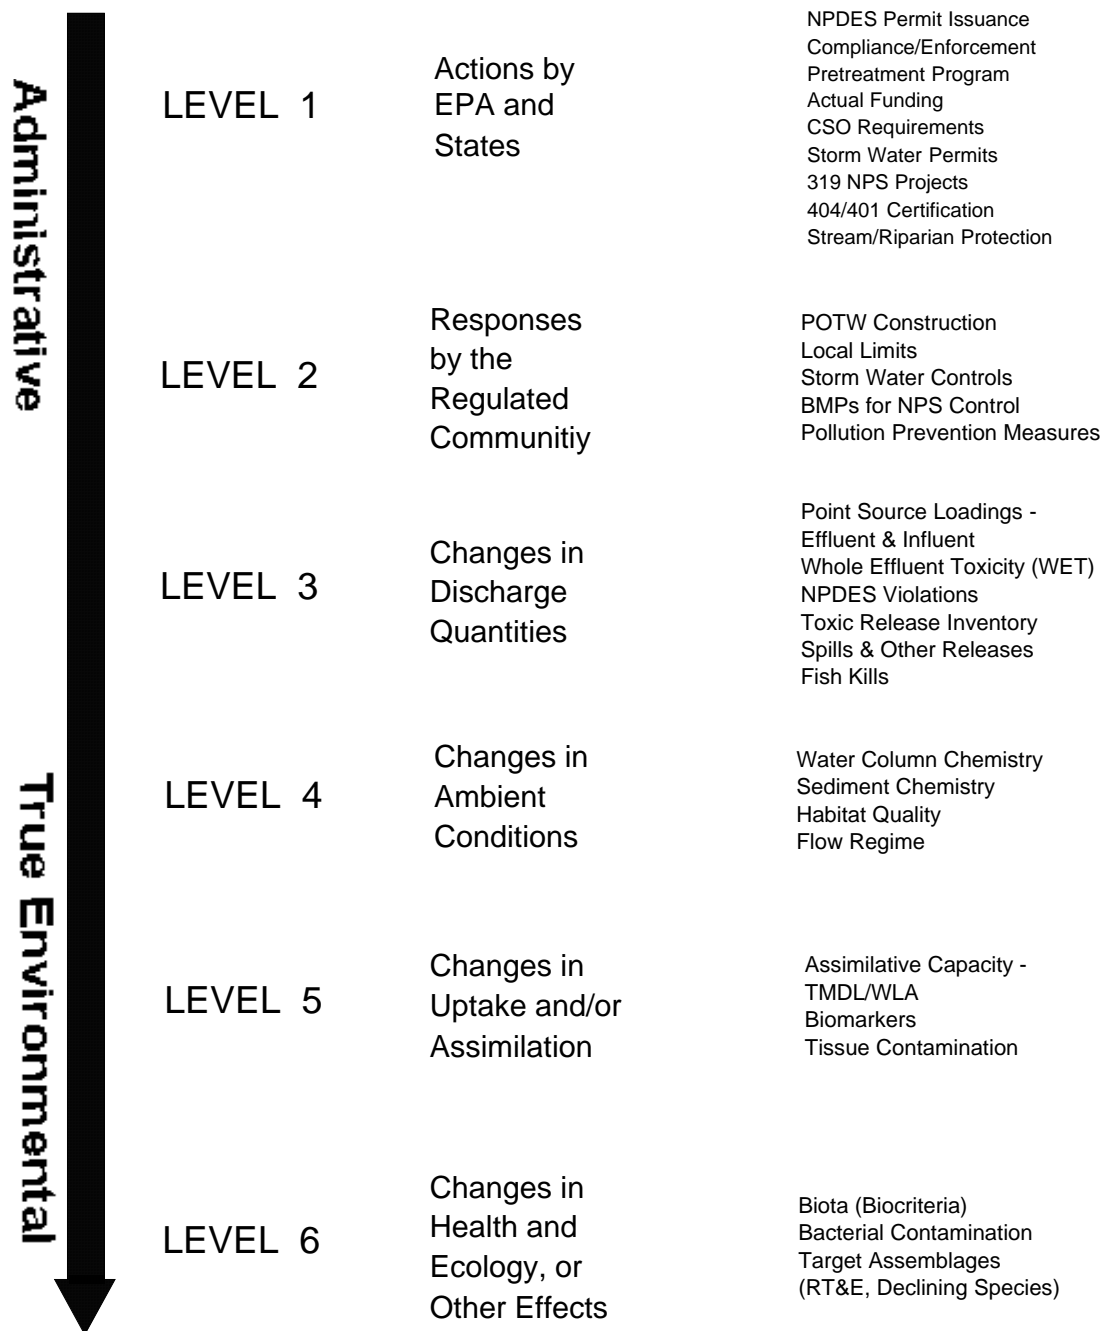 Administrative
True Environmental
LEVEL 1
Actions by
EPA and
States
NPDES Permit Issuance
Compliance/Enforcement
Pretreatment Program
Actual Funding
CSO Requirements
Storm Water Permits
319 NPS Projects
404/401 Certification
Stream/Riparian Protection
LEVEL 2
Responses
by the
Regulated
Communitiy
POTW Construction
Local Limits
Storm Water Controls
BMPs for NPS Control
Pollution Prevention Measures
LEVEL 3
Changes in
Discharge
Quantities
Point Source Loadings -
Effluent & Influent
Whole Effluent Toxicity (WET)
NPDES Violations
Toxic Release Inventory
Spills & Other Releases
Fish Kills
LEVEL 4
Changes in
Ambient
Conditions
Water Column Chemistry
Sediment Chemistry
Habitat Quality
Flow Regime
LEVEL 5
Changes in
Uptake and/or
Assimilation
Assimilative Capacity -
TMDL/WLA
Biomarkers
Tissue Contamination
LEVEL 6
Changes in
Health and
Ecology, or
Other Effects
Biota (Biocriteria)
Bacterial Contamination
Target Assemblages
(RT&E, Declining Species)